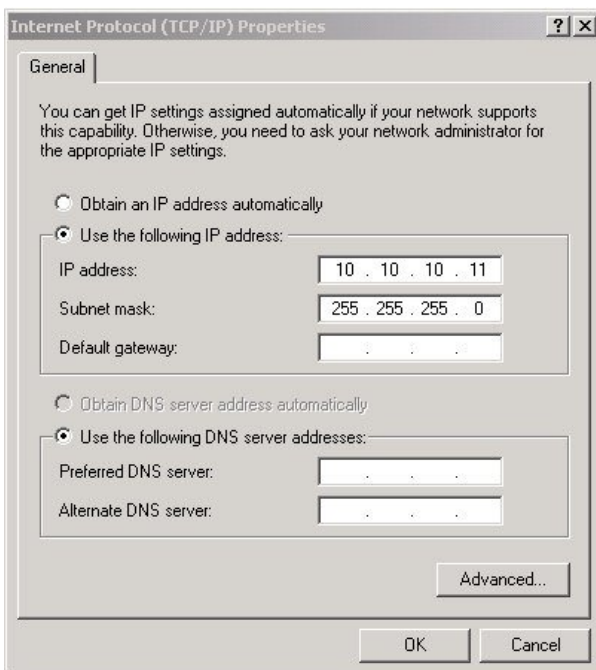 Internet Protocol (TCP/IP) Properties
General
You can get IP settings assigned automatically if your network supports
this capability. Otherwise, you need to ask your network administrator for
the appropriate IP settings.
Obtain an IP address automatically
Use the following IP address:
IP address: 10 . 10 . 10 . 11
Subnet mask: 255 . 255 . 255 . 0
Default gateway: . . .
Obtain DNS server address automatically
Use the following DNS server addresses:
Preferred DNS server: . . .
Alternate DNS server: . . .
Advanced...
OK Cancel